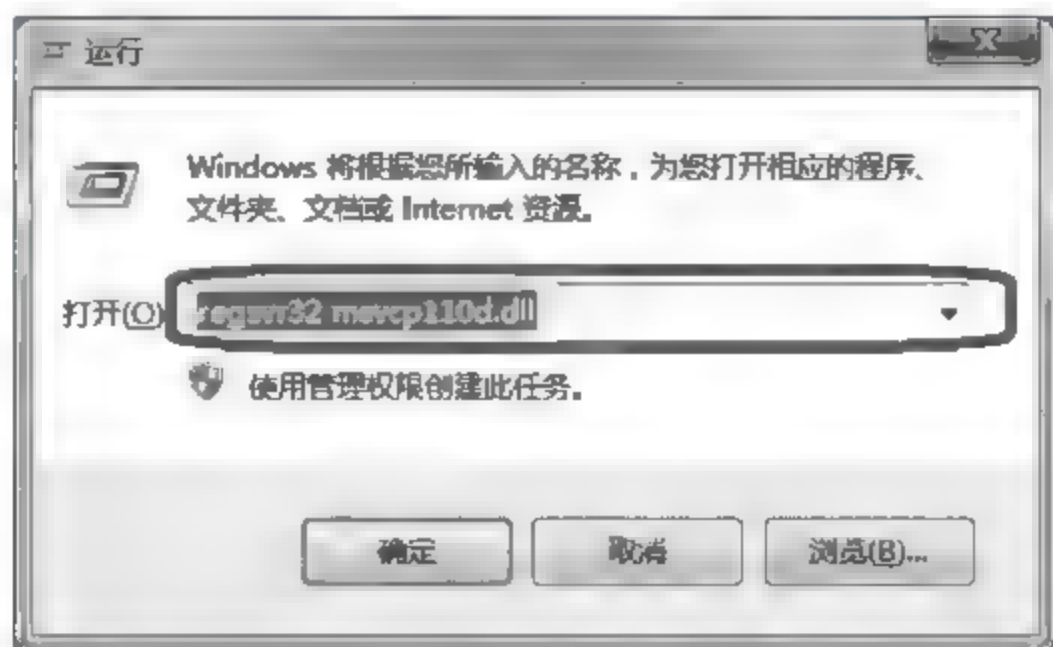 运行
Windows 将根据您所输入的名称，为您打开相应的程序、
文件夹、文档或 Internet 资源。
打开(O)
regsvr32 msvcp110d.dll
使用管理权限创建此任务。
确定 取消 浏览(B)...